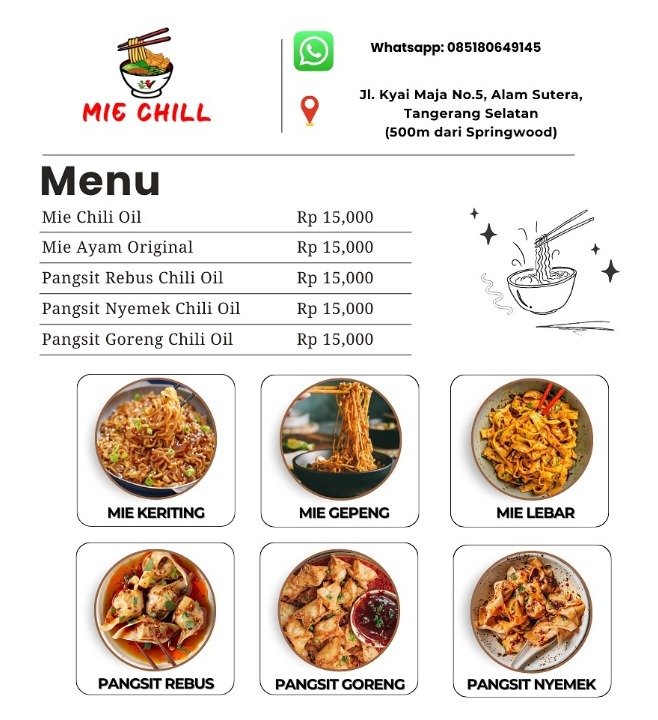 MIE CHILL
Whatsapp: 085180649145
Jl. Kyai Maja No.5, Alam Sutera,
Tangerang Selatan
(500m dari Springwood)
Menu
Mie Chili Oil Rp 15,000
Mie Ayam Original Rp 15,000
Pangsit Rebus Chili Oil Rp 15,000
Pangsit Nyemek Chili Oil Rp 15,000
Pangsit Goreng Chili Oil Rp 15,000
MIE KERITING
MIE GEPENG
MIE LEBAR
PANGSIT REBUS
PANGSIT GORENG
PANGSIT NYEMEK